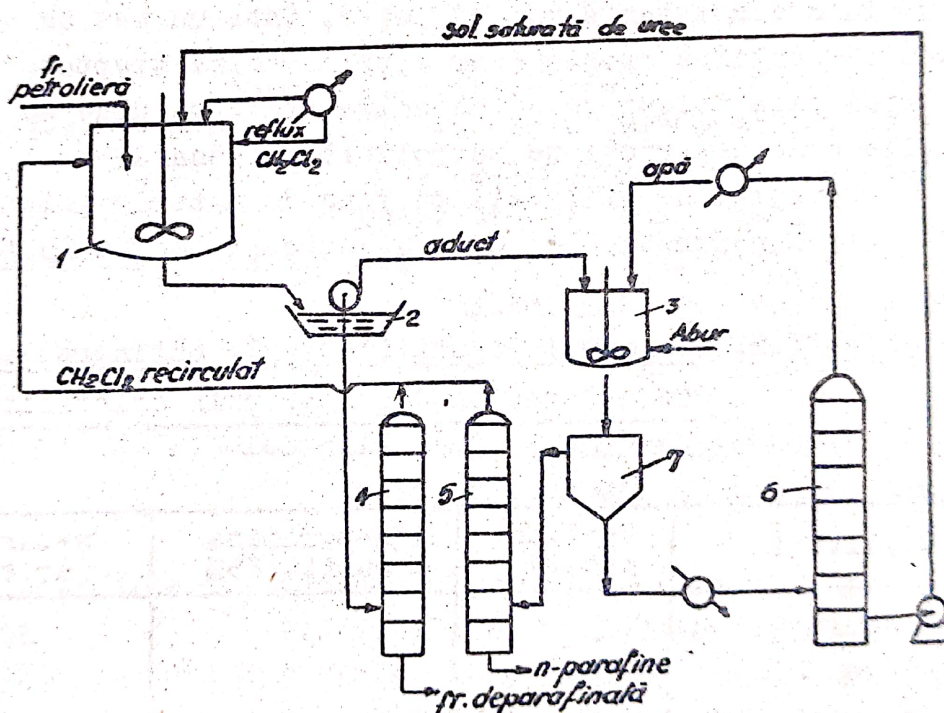 sol. saturată de uree
fr.
petrolieră
reflux
CH2Cl2
apă
1
aduct
2
3
Abur
CH2Cl2 recirculat
4
5
7
6
n-parafine
fr. deparafinată